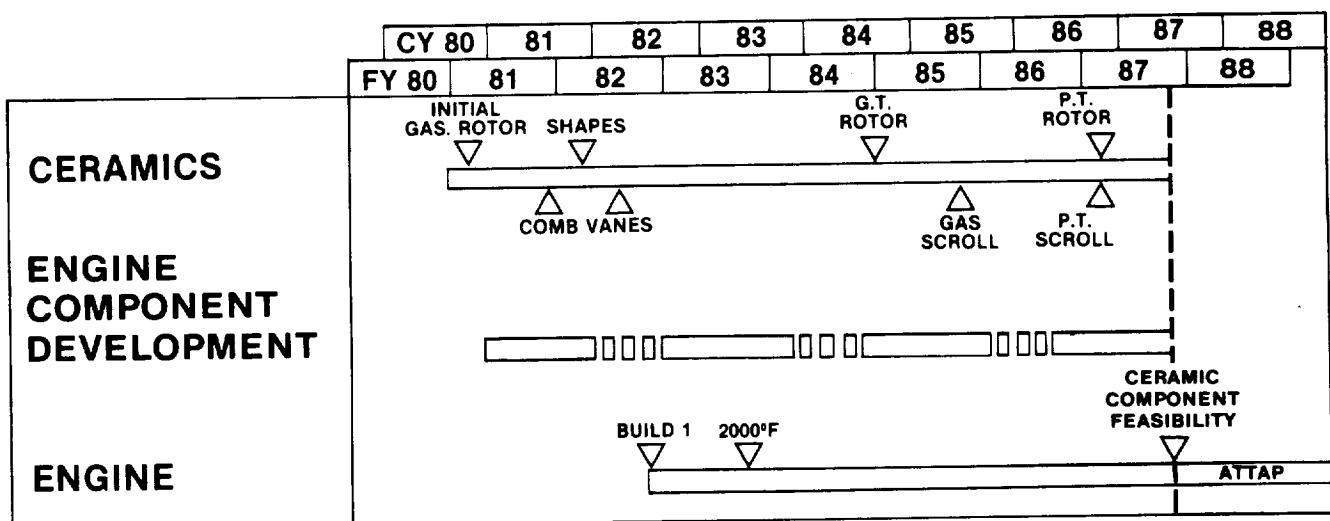 CY 80 81 82 83 84 85 86 87 88
FY 80 81 82 83 84 85 86 87 88
INITIAL
GAS. ROTOR
SHAPES
G.T.
ROTOR
P.T.
ROTOR
CERAMICS
COMB VANES
GAS
SCROLL
P.T.
SCROLL
ENGINE
COMPONENT
DEVELOPMENT
CERAMIC
COMPONENT
FEASIBILITY
BUILD 1
2000°F
ENGINE
ATTAP